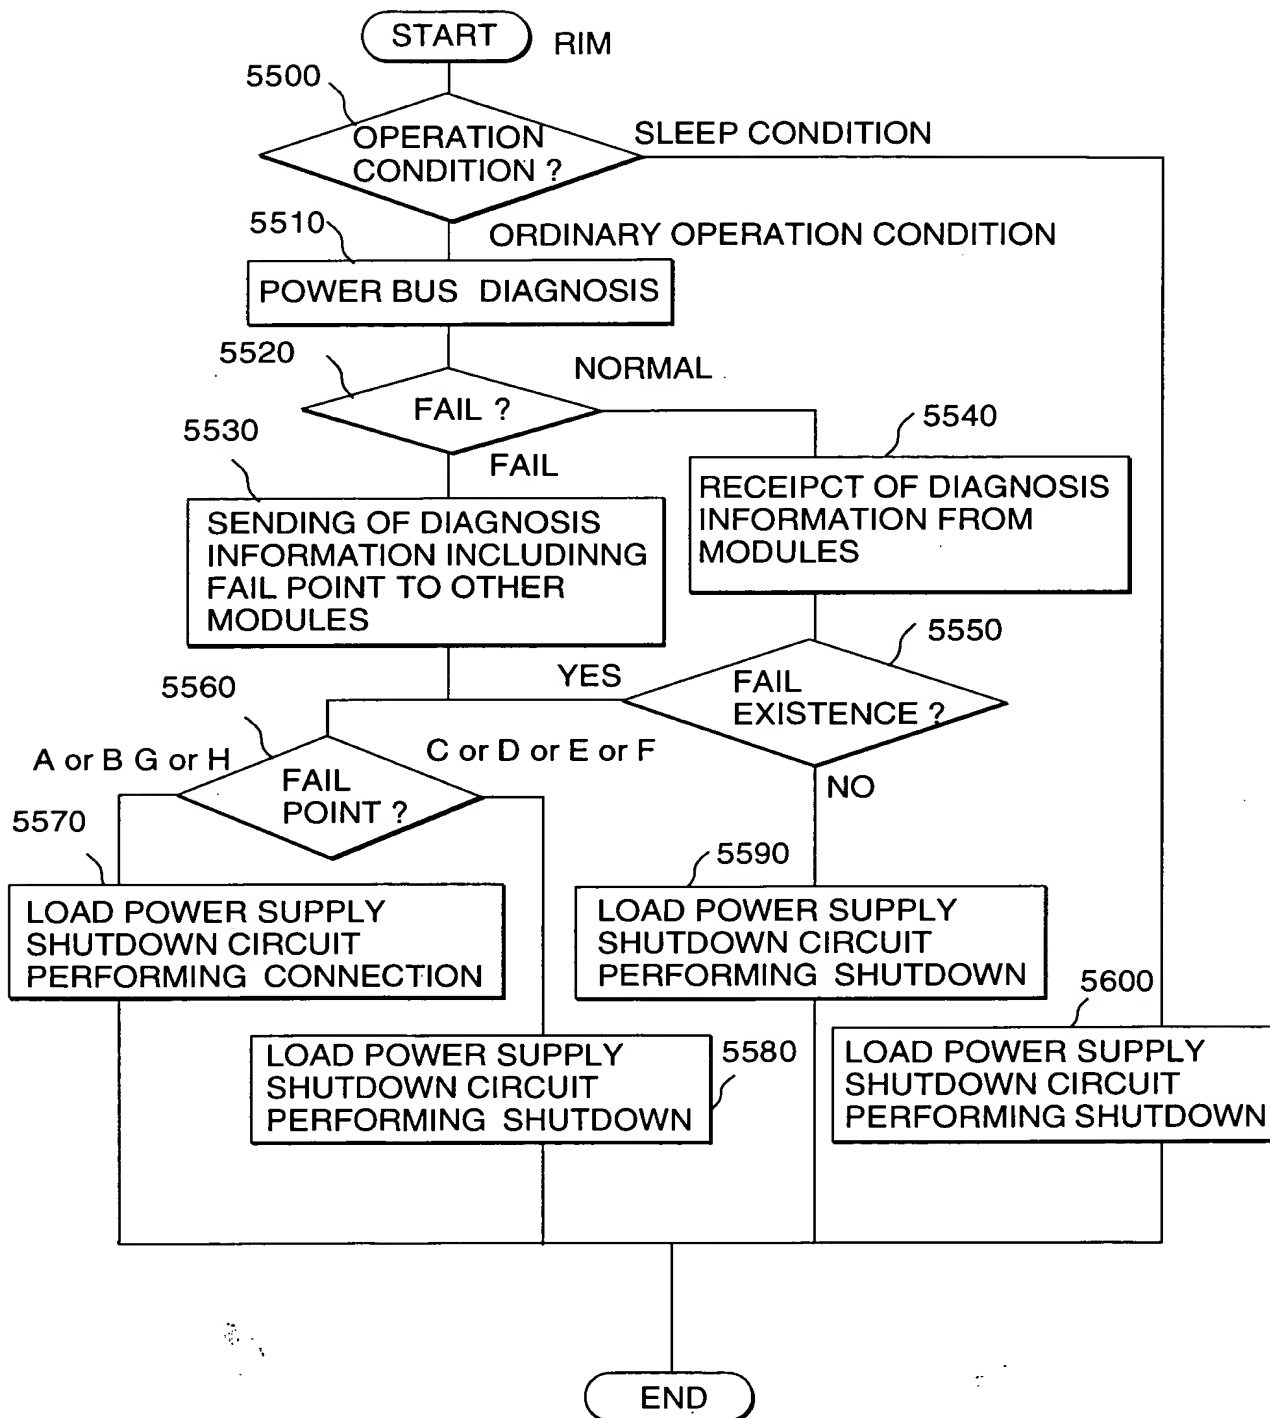 START
RIM
5500
OPERATION
CONDITION ?
SLEEP CONDITION
5510
ORDINARY OPERATION CONDITION
POWER BUS DIAGNOSIS
5520
NORMAL
FAIL ?
5530
FAIL
5540
SENDING OF DIAGNOSIS
INFORMATION INCLUDINNG
FAIL POINT TO OTHER
MODULES
RECEIPCT OF DIAGNOSIS
INFORMATION FROM
MODULES
5550
YES
FAIL
EXISTENCE ?
NO
5560
A or B G or H
C or D or E or F
FAIL
POINT ?
5570
LOAD POWER SUPPLY
SHUTDOWN CIRCUIT
PERFORMING CONNECTION
5590
LOAD POWER SUPPLY
SHUTDOWN CIRCUIT
PERFORMING SHUTDOWN
5580
LOAD POWER SUPPLY
SHUTDOWN CIRCUIT
PERFORMING SHUTDOWN
5600
LOAD POWER SUPPLY
SHUTDOWN CIRCUIT
PERFORMING SHUTDOWN
END